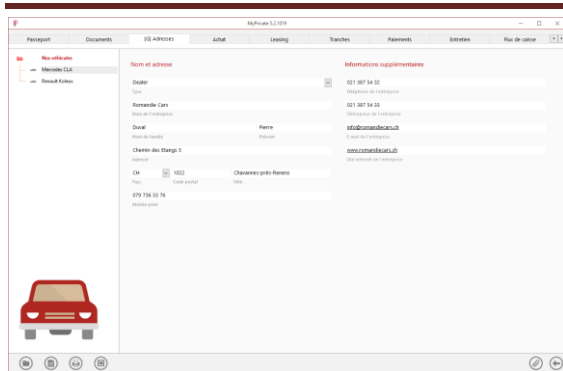 MyPrivate 5.2.1019
Passeport Documents [G] Adresses Achat Leasing Tranches Paiements Entretien Flux de caisse
Nos véhicules
Mercedes CLA
Renault Koleos
Nom et adresse
Dealer
Type
Romandie Cars
Nom de l'entreprise
Duval Pierre
Nom de famille Prénom
Chemin des Etangs 5
Adresse
CH 1022 Chavannes-près-Renens
Pays Code postal Ville
079 736 53 76
Mobile privé
Informations supplémentaires
021 387 54 32
Téléphone de l'entreprise
021 387 54 33
Télécopieur de l'entreprise
info@romandiecars.ch
E-mail de l'entreprise
www.romandiecars.ch
Site internet de l'entreprise